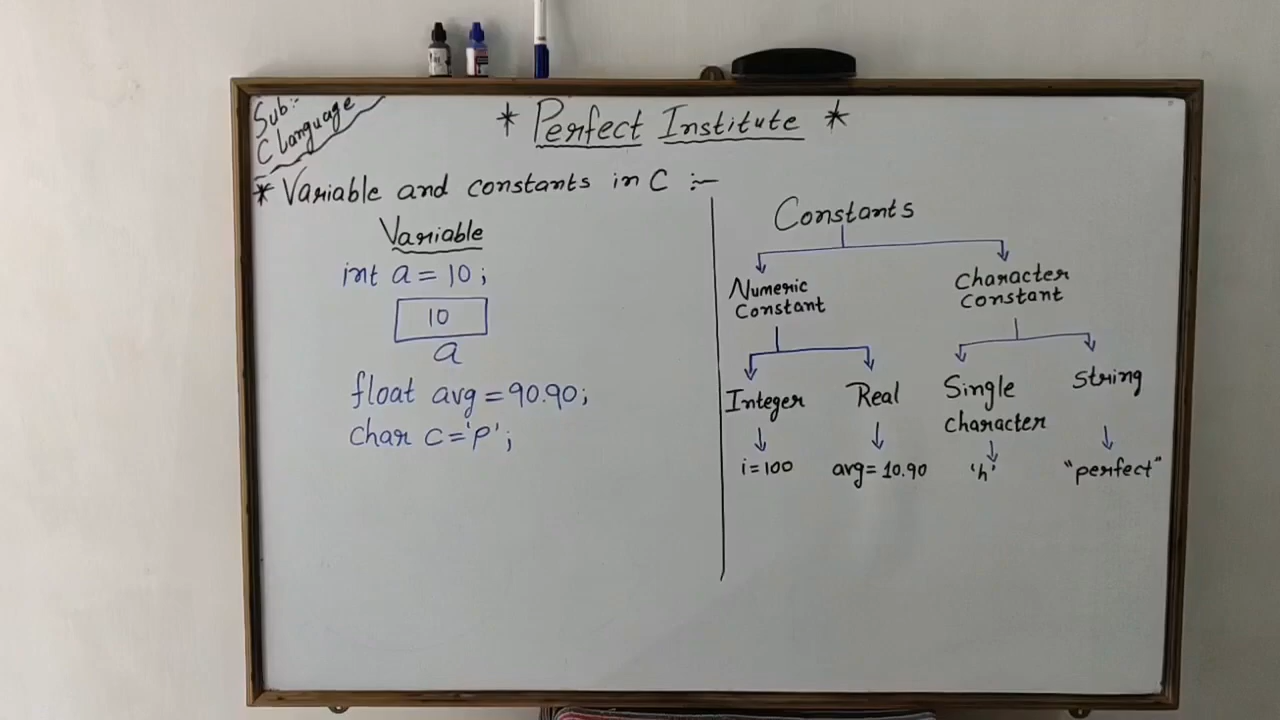 Sub:-
C Language
* Perfect Institute *
* Variable and constants in C :-
Variable
int a = 10 ;
10
a
float avg = 90.90;
char c='P';
Constants
Numeric
Constant
Character
Constant
Integer
Real
Single
character
String
i=100
avg=10.90
'h'
"perfect"